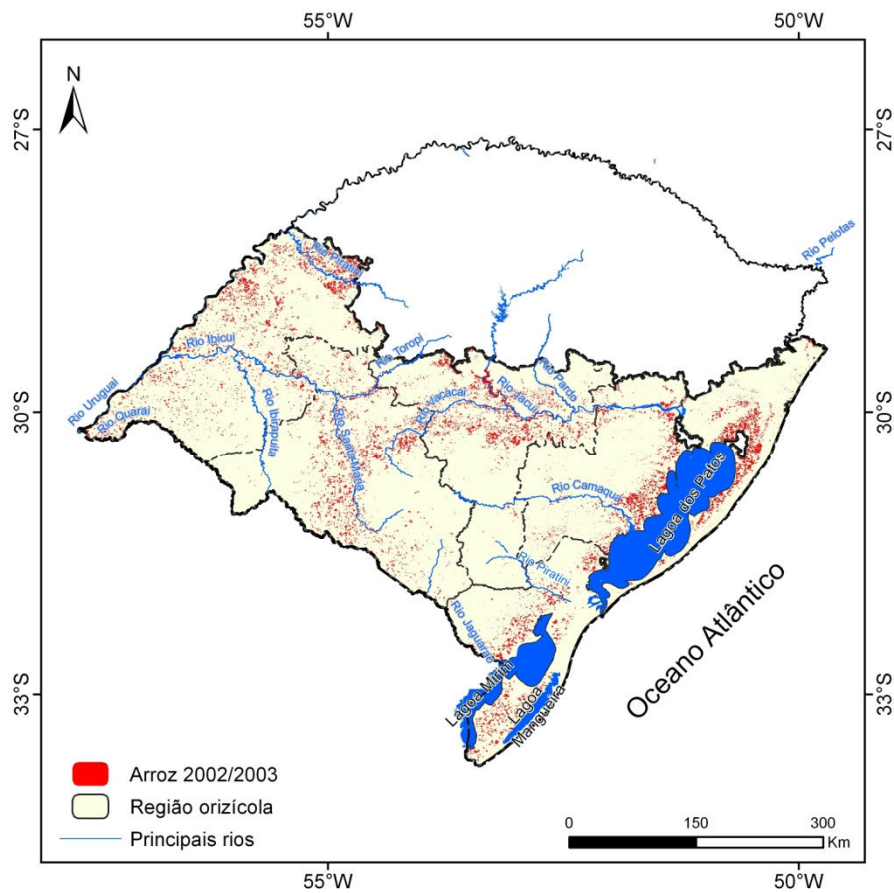 55°W
50°W
N
27°S
27°S
Rio Pelotas
Rio Piratini
Rio Ibicuí
Rio Toropi
Rio Pardo
Rio Jacuí
Rio Vacacaí
30°S
30°S
Rio Uruguai
Rio Quaraí
Rio Ibirapuitã
Rio Santa Maria
Rio Camaquã
Lagoa dos Patos
Rio Piratini
Rio Jaguarão
Oceano Atlântico
33°S
33°S
Lagoa Mirim
Lagoa
Mangueira
Arroz 2002/2003
Região orizícola
Principais rios
0
150
300
Km
55°W
50°W